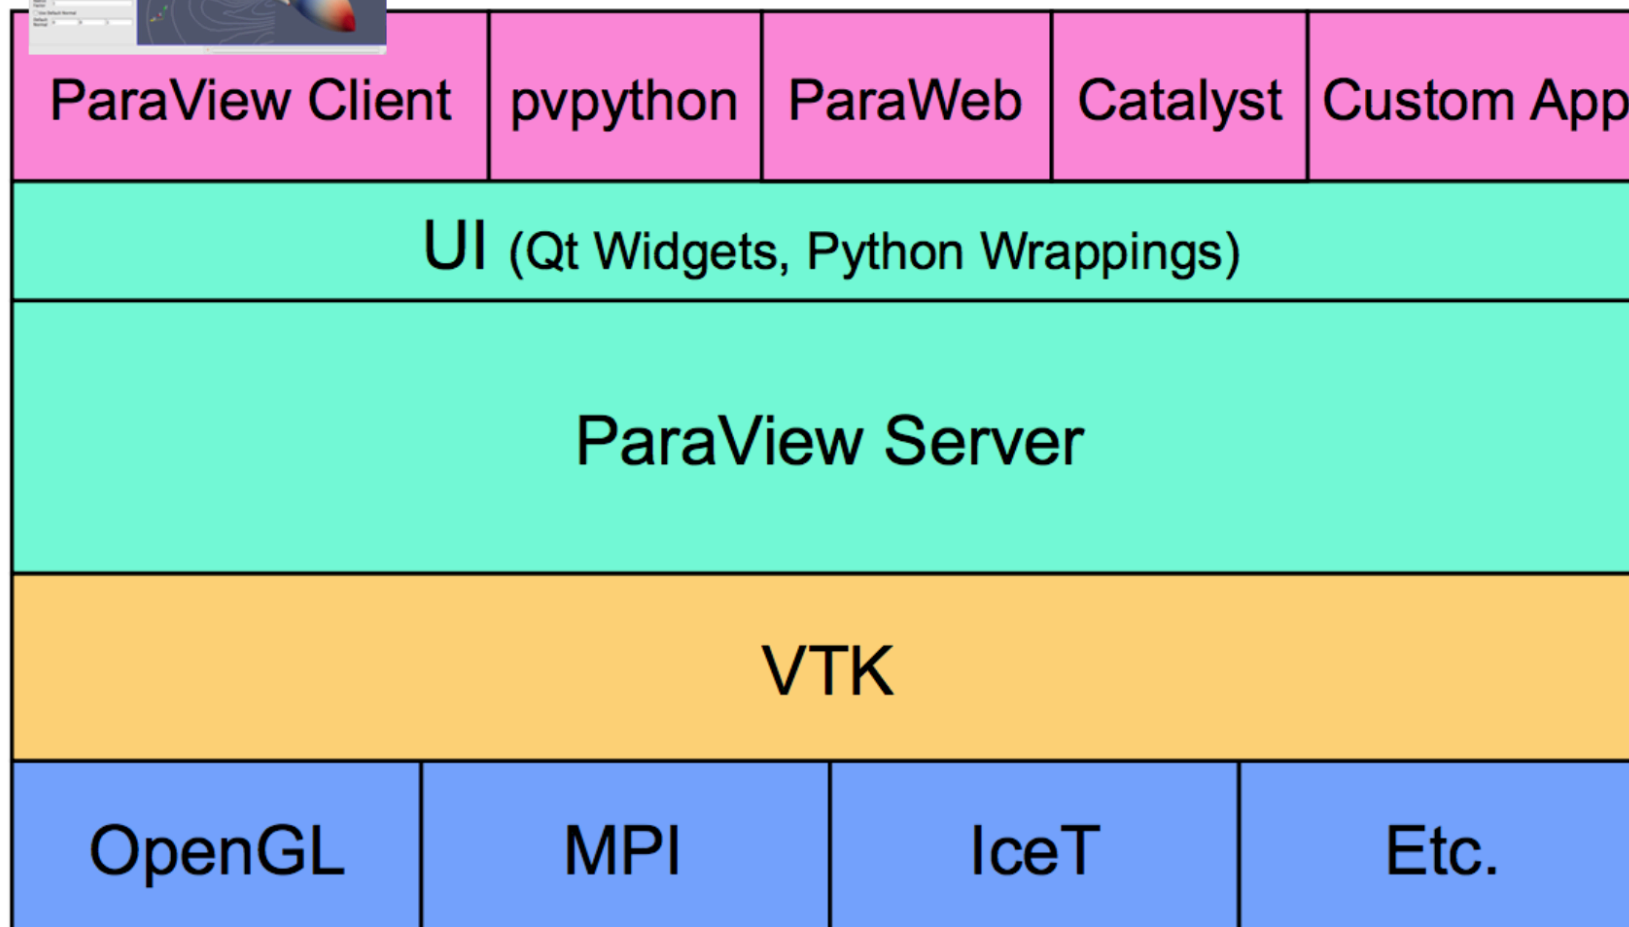 ParaView Client
pvpython
ParaWeb
Catalyst
Custom App
UI (Qt Widgets, Python Wrappings)
ParaView Server
VTK
OpenGL
MPI
IceT
Etc.